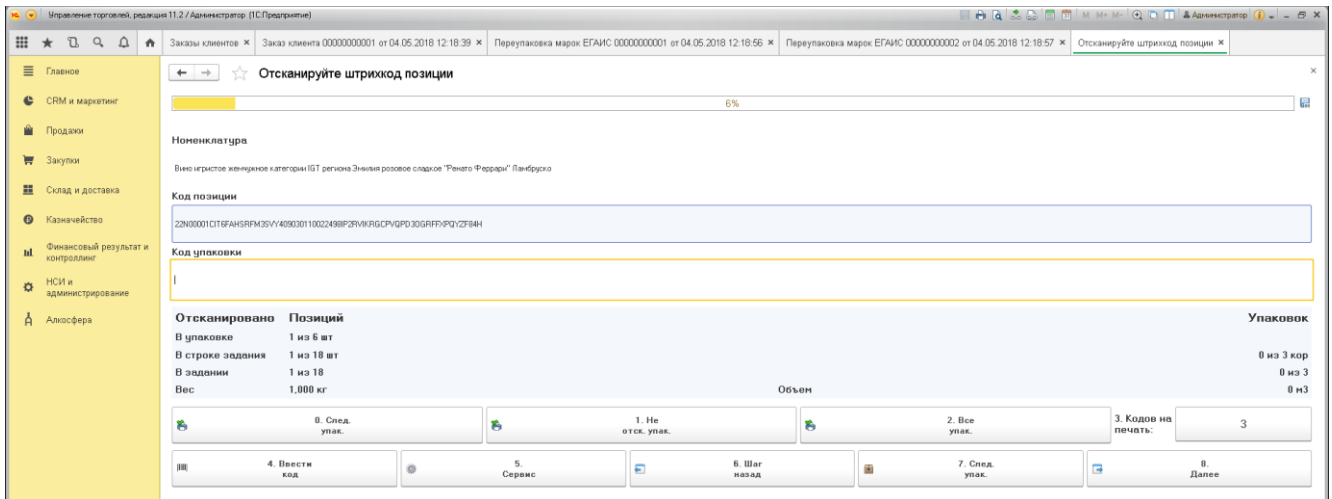 Управление торговлей, редакция 11.2 / Администратор (1С:Предприятие)
M M+ M- Администратор
Заказы клиентов × Заказ клиента 00000000001 от 04.05.2018 12:18:39 × Переупаковка марок ЕГАИС 00000000001 от 04.05.2018 12:18:56 × Переупаковка марок ЕГАИС 00000000002 от 04.05.2018 12:18:57 × Отсканируйте штрихкод позиции ×
Главное
CRM и маркетинг
Продажи
Закупки
Склад и доставка
Казначейство
Финансовый результат и
контроллинг
НСИ и
администрирование
Алкосфера
Отсканируйте штрихкод позиции
6%
Номенклатура
Вино игристое жемчужное категории IGT региона Эмилия розовое сладкое "Ренато Феррари" Ламбруско
Код позиции
Код упаковки
Отсканировано Позиций Упаковок
В упаковке 1 из 6 шт
В строке задания 1 из 18 шт 0 из 3 кор
В задании 1 из 18 0 из 3
Вес 1,000 кг Объем 0 м3
0. След.
упак.
1. Не
отск. упак.
2. Все
упак.
3. Кодов на
печать:
3
4. Ввести
код
5.
Сервис
6. Шаг
назад
7. След.
упак.
8.
Далее